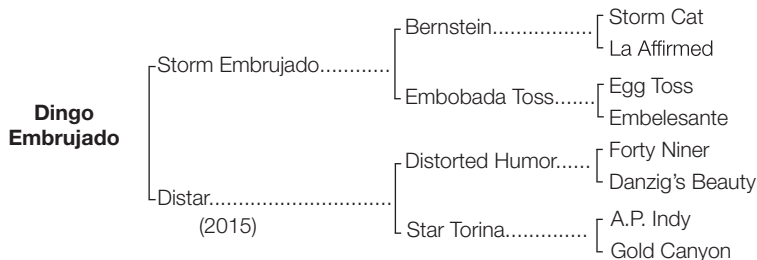 Dingo
Embrujado
Storm Embrujado............
Distar..............................
(2015)
Bernstein.................
Embobada Toss.......
Distorted Humor......
Star Torina..............
Storm Cat
La Affirmed
Egg Toss
Embelesante
Forty Niner
Danzig's Beauty
A.P. Indy
Gold Canyon